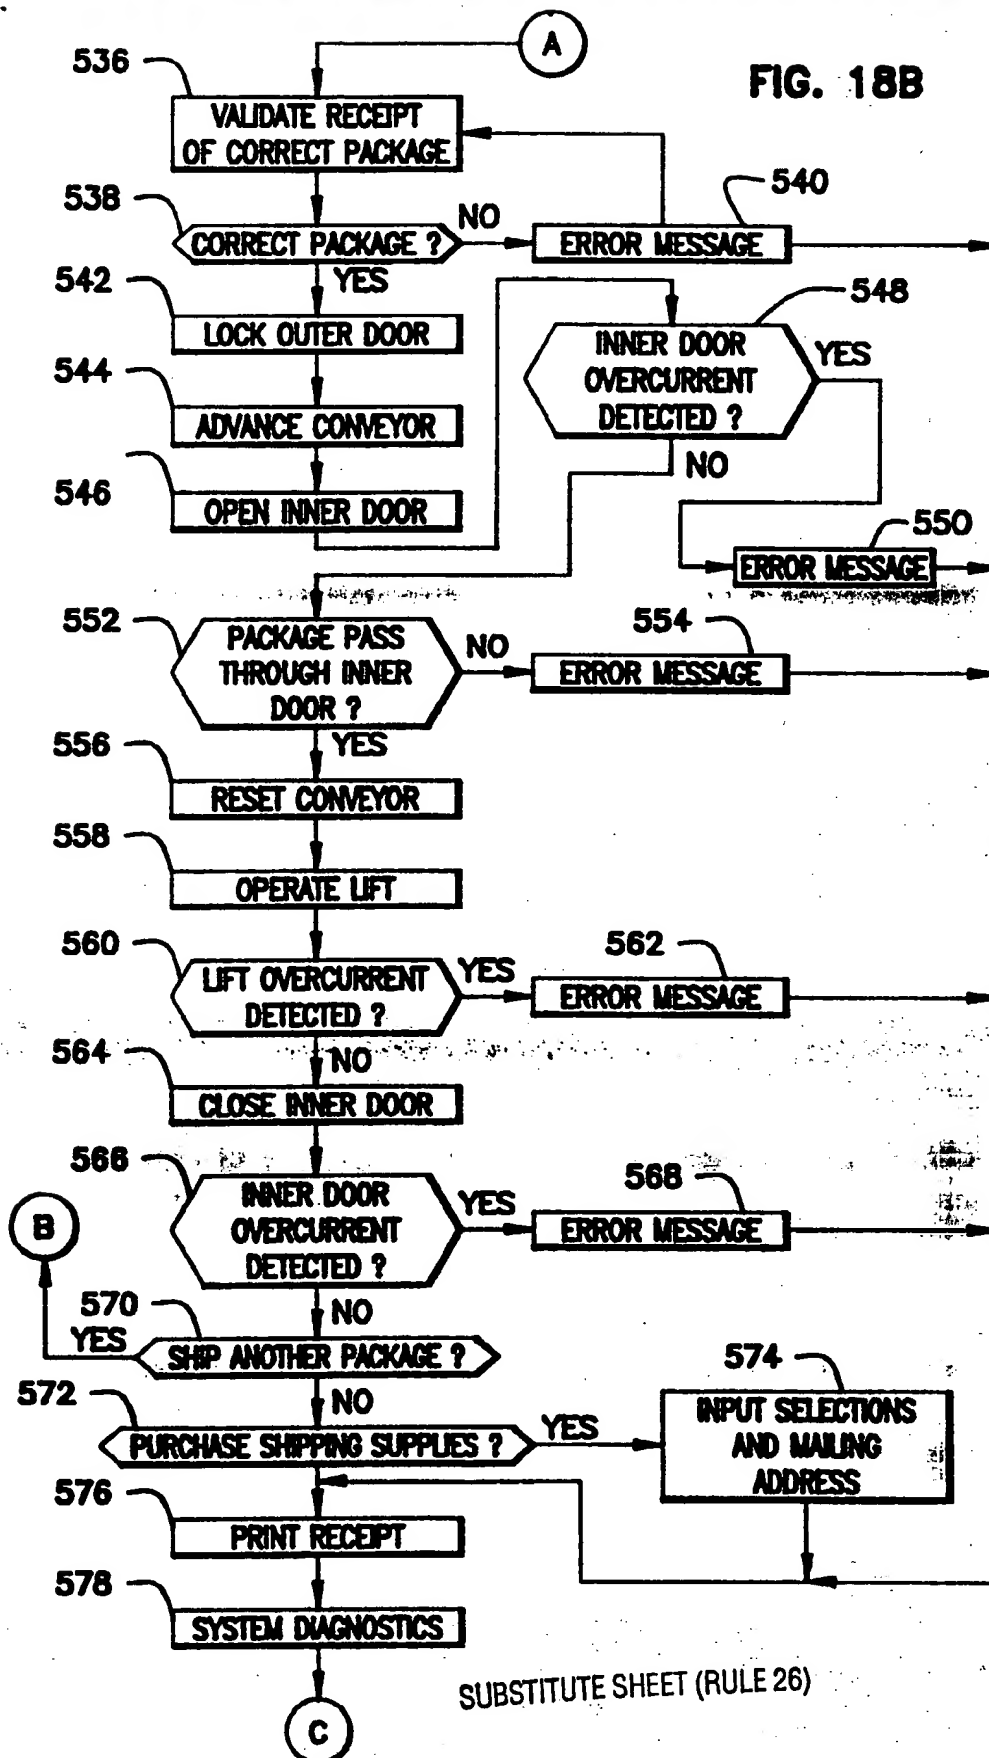 A
FIG. 18B
536
VALIDATE RECEIPT
OF CORRECT PACKAGE
538
CORRECT PACKAGE ?
NO
540
ERROR MESSAGE
YES
542
LOCK OUTER DOOR
544
ADVANCE CONVEYOR
546
OPEN INNER DOOR
548
INNER DOOR
OVERCURRENT
DETECTED ?
YES
NO
550
ERROR MESSAGE
552
PACKAGE PASS
THROUGH INNER
DOOR ?
NO
554
ERROR MESSAGE
YES
556
RESET CONVEYOR
558
OPERATE LIFT
560
LIFT OVERCURRENT
DETECTED ?
YES
562
ERROR MESSAGE
NO
564
CLOSE INNER DOOR
566
INNER DOOR
OVERCURRENT
DETECTED ?
YES
568
ERROR MESSAGE
B
NO
570
YES
SHIP ANOTHER PACKAGE ?
NO
572
PURCHASE SHIPPING SUPPLIES ?
YES
574
INPUT SELECTIONS
AND MAILING
ADDRESS
576
PRINT RECEIPT
578
SYSTEM DIAGNOSTICS
C
SUBSTITUTE SHEET (RULE 26)